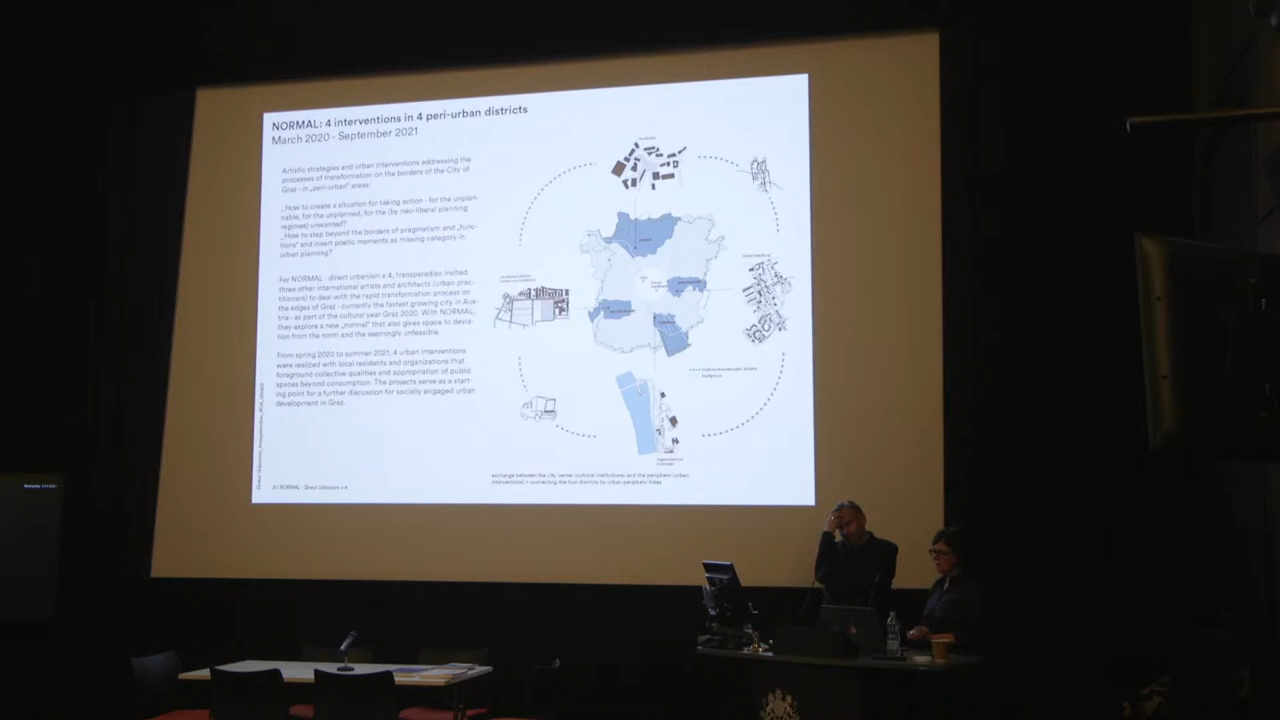 NORMAL: 4 interventions in 4 peri-urban districts
March 2020 - September 2021
Artistic strategies and urban interventions addressing the
processes of transformation on the borders of the City of
Graz - in „peri-urban" areas:
_How to create a situation for taking action - for the unplan-
nable, for the unplanned, for the (by neo-liberal planning
regimes) unwanted?
_How to step beyond the borders of pragmatism and „func-
tions" and insert poetic moments as missing category in
urban planning?
For NORMAL - direct urbanism x 4, transparadiso invited
three other international artists and architects (urban prac-
titioners) to deal with the rapid transformation process on
the edges of Graz - currently the fastest growing city in Aus-
tria - as part of the cultural year Graz 2020. With NORMAL,
they explore a new „normal" that also gives space to devia-
tion from the norm and the seemingly unfeasible.
From spring 2020 to summer 2021, 4 urban interventions
were realized with local residents and organizations that
foreground collective qualities and appropriation of public
spaces beyond consumption. The projects serve as a start-
ing point for a further discussion for socially engaged urban
development in Graz.
NORMAL - Direct Urbanism x 4
exchange between the city center (cultural institutions) and the periphery (urban
interventions) + connecting the four districts by urban periphery hikes